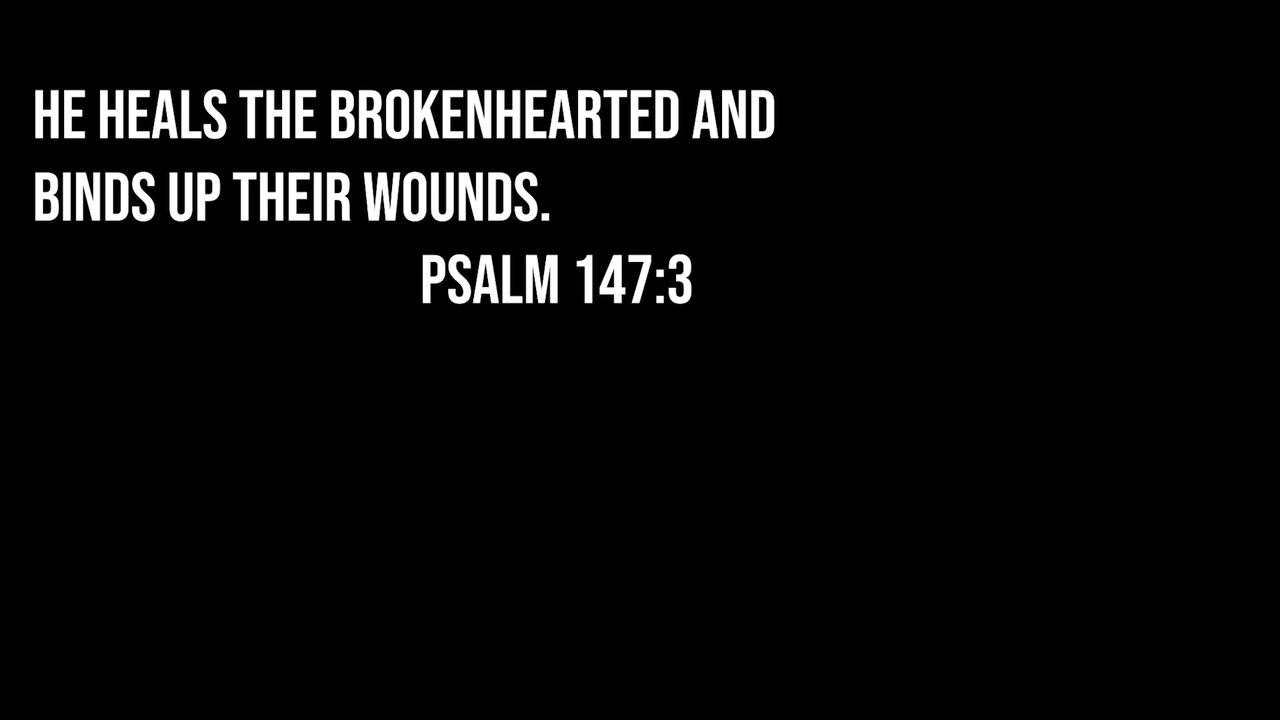 HE HEALS THE BROKENHEARTED AND
BINDS UP THEIR WOUNDS.
PSALM 147:3